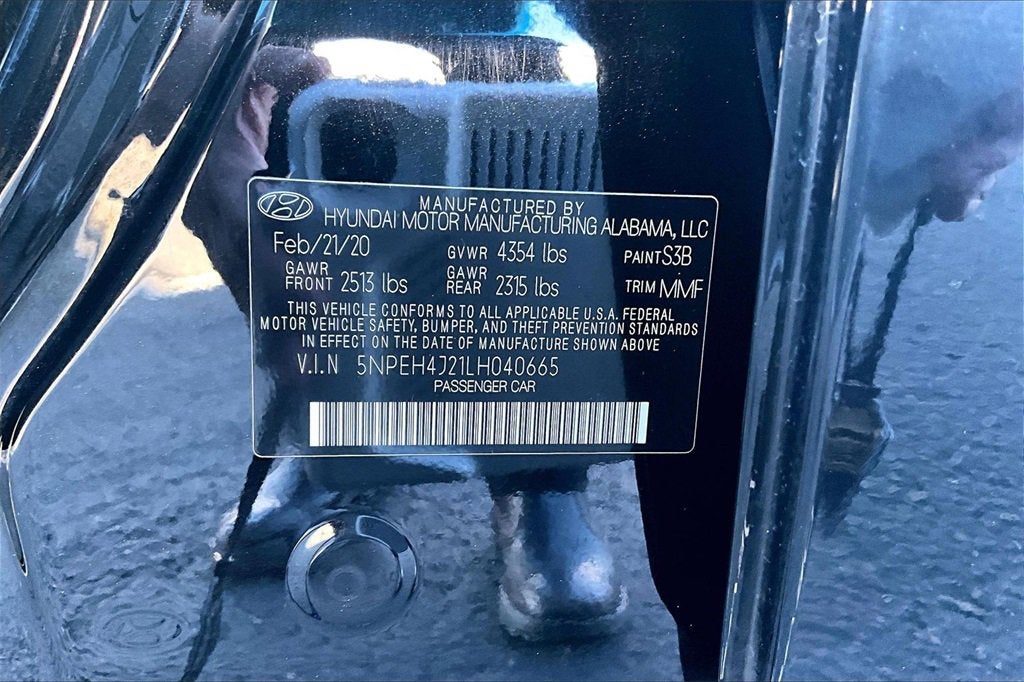 MANUFACTURED BY
HYUNDAI MOTOR MANUFACTURING ALABAMA, LLC
Feb/21/20 GVWR 4354 lbs PAINT S3B
GAWR FRONT 2513 lbs GAWR REAR 2315 lbs TRIM MMF
THIS VEHICLE CONFORMS TO ALL APPLICABLE U.S.A. FEDERAL
MOTOR VEHICLE SAFETY, BUMPER, AND THEFT PREVENTION STANDARDS
IN EFFECT ON THE DATE OF MANUFACTURE SHOWN ABOVE
V.I.N 5NPEH4J21LH040665
PASSENGER CAR